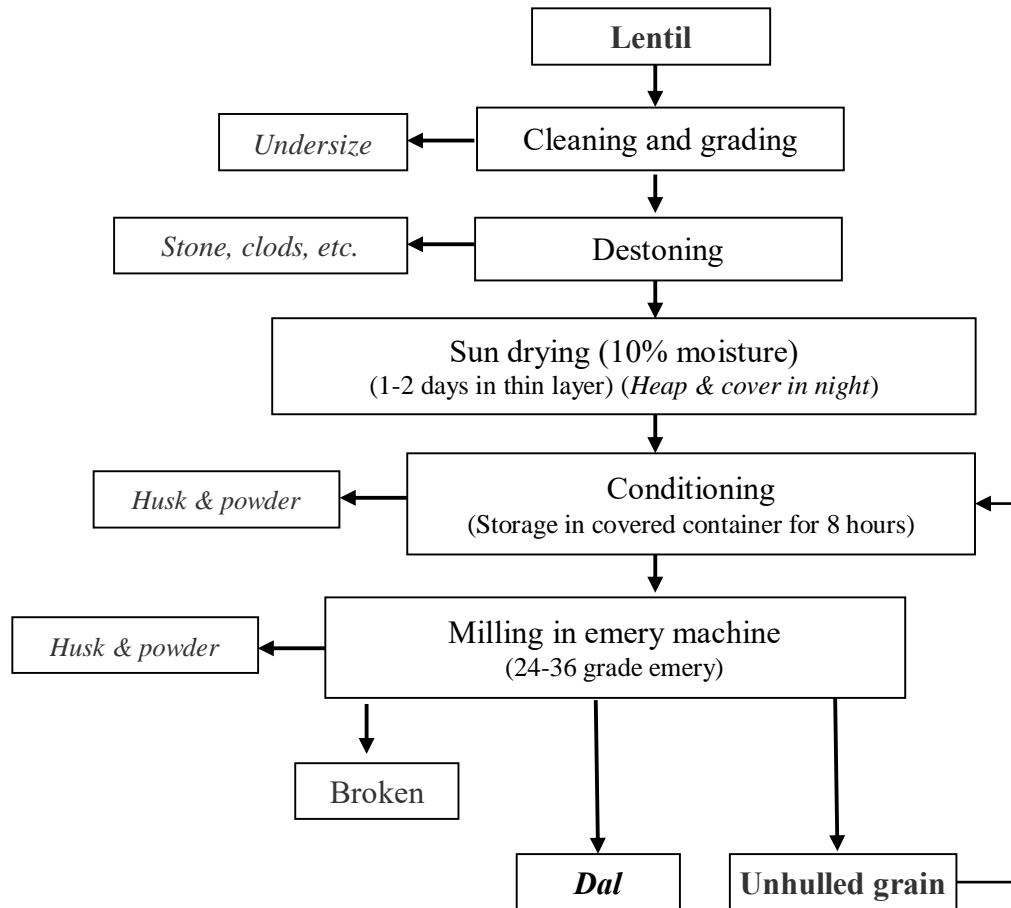 Lentil
Cleaning and grading
Undersize
Destoning
Stone, clods, etc.
Sun drying (10% moisture)
(1-2 days in thin layer) (Heap & cover in night)
Conditioning
(Storage in covered container for 8 hours)
Husk & powder
Milling in emery machine
(24-36 grade emery)
Husk & powder
Broken
Dal
Unhulled grain